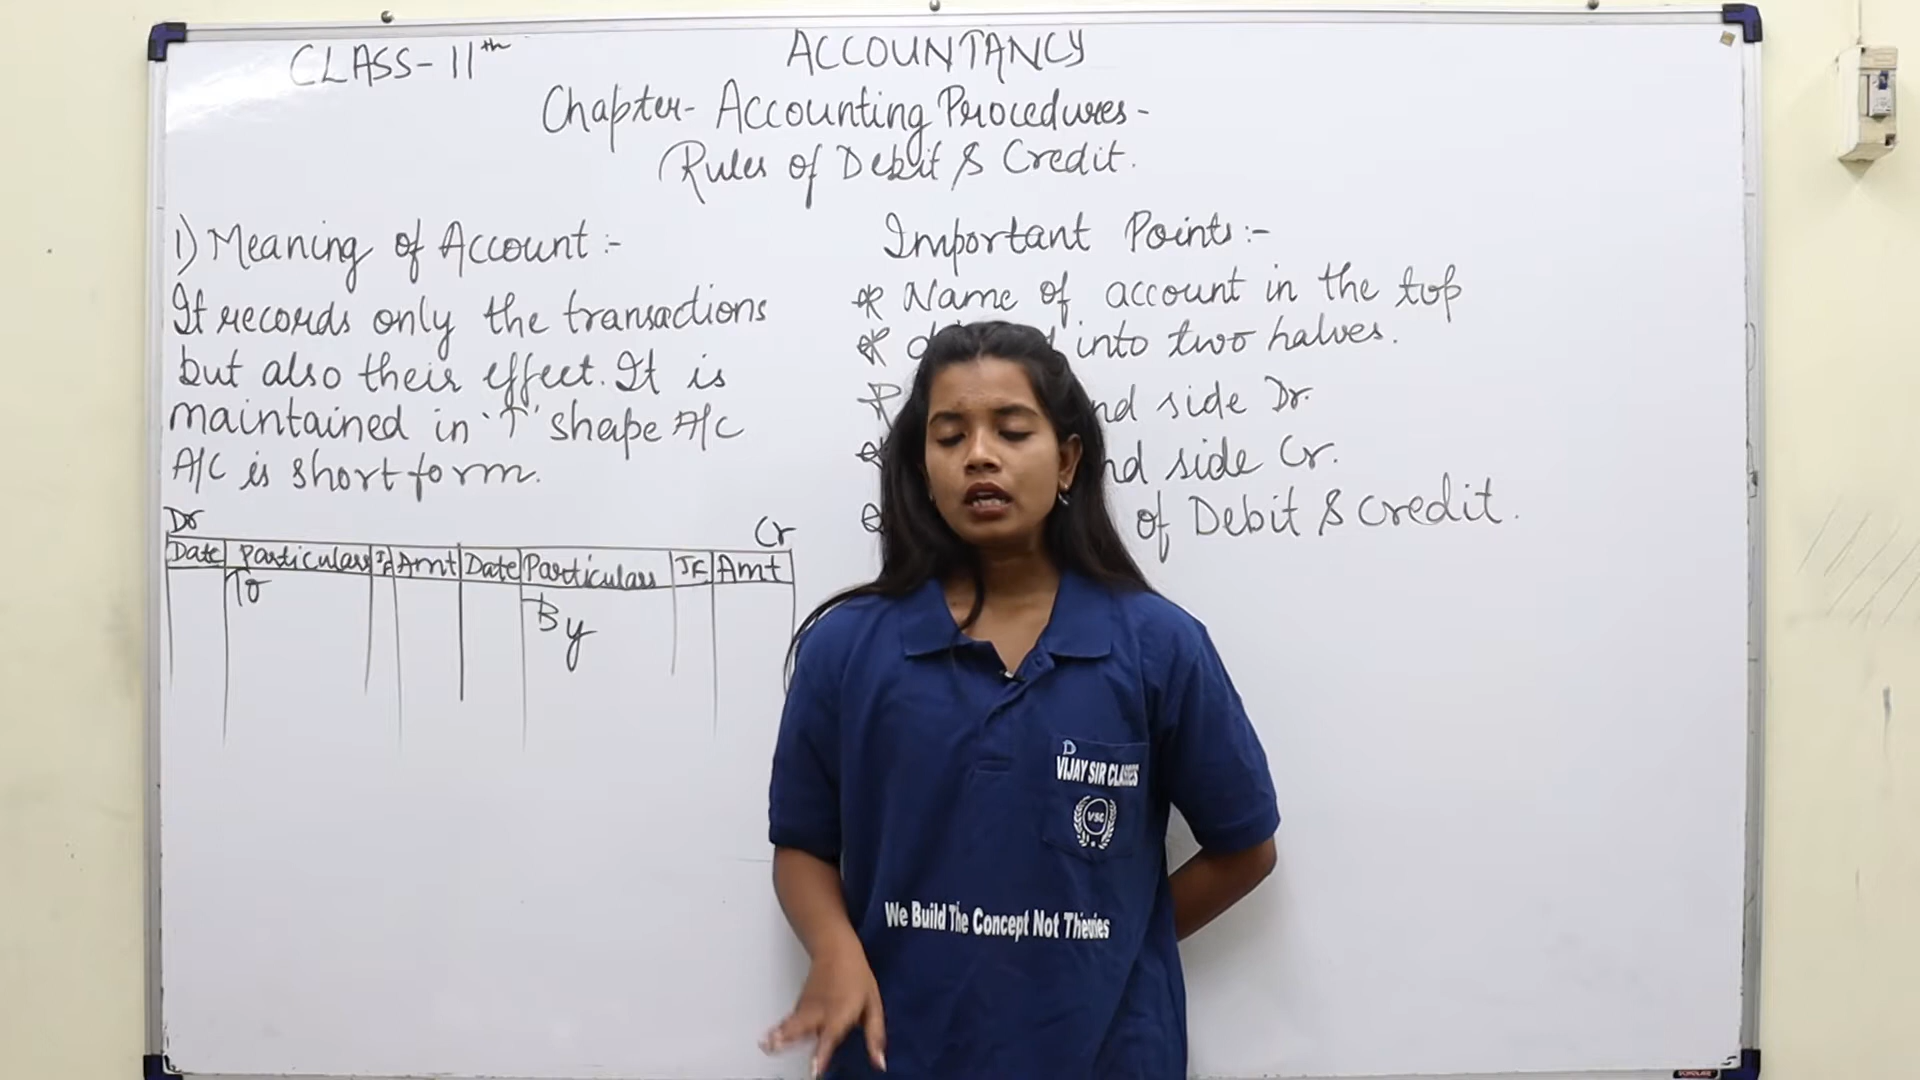 CLASS-11th
ACCOUNTANCY
Chapter- Accounting Procedures-
Rules of Debit & Credit.
1) Meaning of Account :-
It records only the transactions
but also their effect. It is
maintained in 'T' shape A/C
A/C is short form.
Dr Cr
Date Particulars JF Amt Date Particulars JF Amt
To
By
Important Points :-
* Name of account in the top
* into two halves.
side Dr.
side Cr.
of Debit & Credit.
VIJAY SIR CLASSES
VSC
We Build The Concept Not Theories